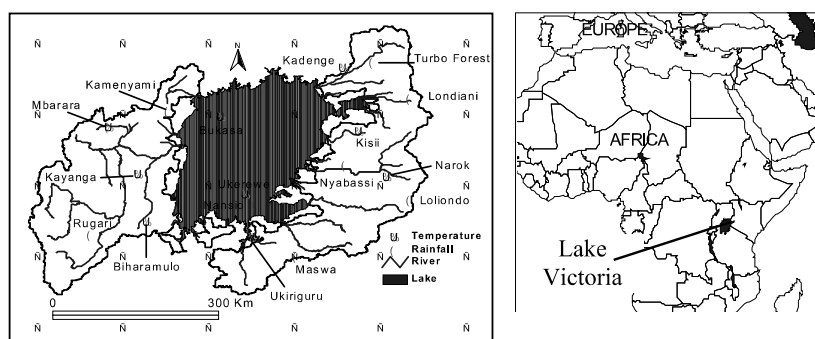 Kadenge
Turbo Forest
Kamenyami
Londiani
Mbarara
Bukasa
Kisii
Kayanga
Narok
Ukerewe
Nyabassi
Nansio
Loliondo
Rugari
Temperature
Rainfall
River
Biharamulo
Maswa
Lake
Ukiriguru
0
300 Km
N
EUROPE
AFRICA
Lake
Victoria